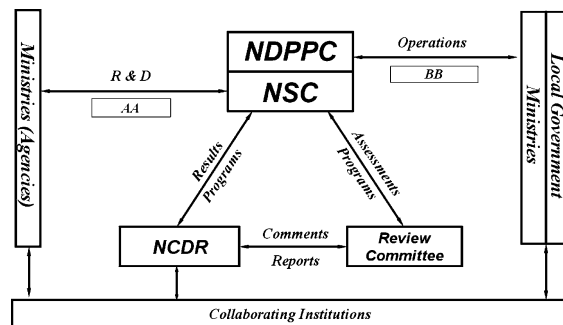 NDPPC
NSC
Operations
BB
R & D
AA
Ministries (Agencies)
Ministries
Local Government
Results
Programs
Assessments
Programs
NCDR
Comments
Reports
Review
Committee
Collaborating Institutions